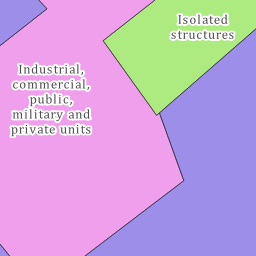 Isolated
structures
Industrial,
commercial,
public,
military and
private units